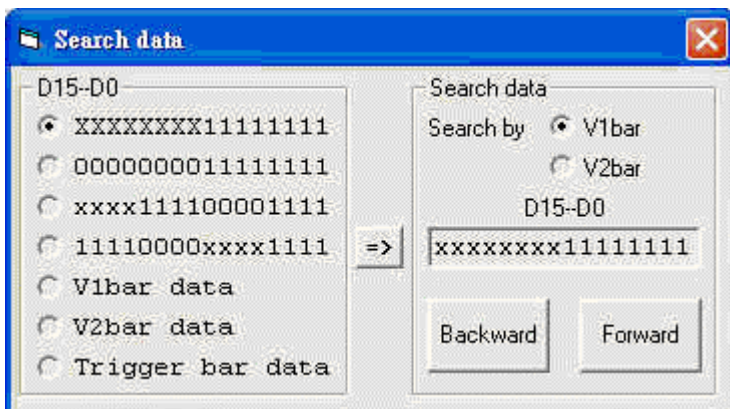 Search data
D15--D0
XXXXXXXX11111111
0000000011111111
xxxx111100001111
11110000xxxx1111
V1bar data
V2bar data
Trigger bar data
=>
Search data
Search by V1bar
V2bar
D15--D0
xxxxxxxx11111111
Backward Forward